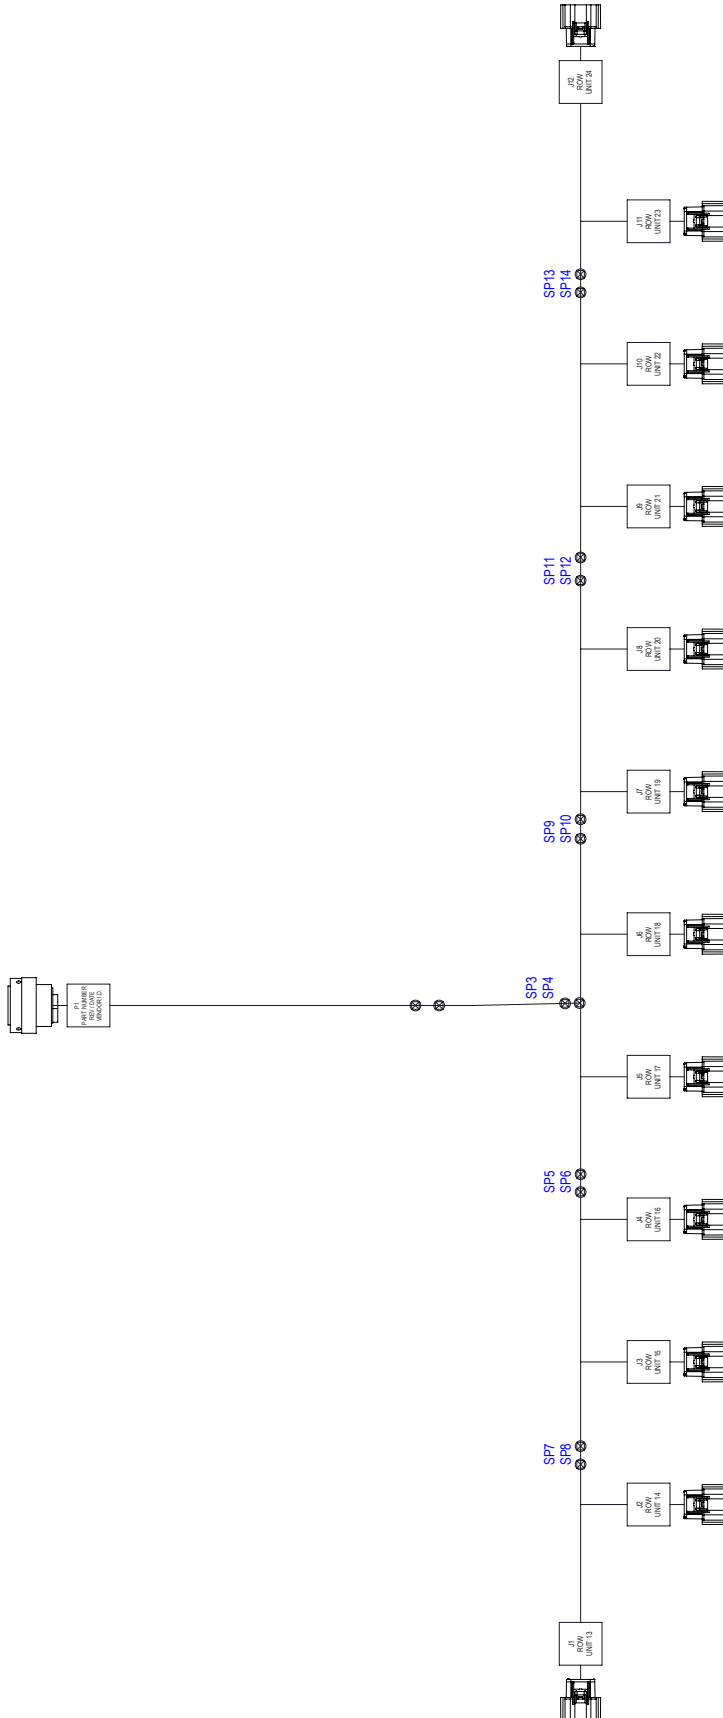 J12
ROW
UNIT 24
J11
ROW
UNIT 23
SP13
SP14
J10
ROW
UNIT 22
J9
ROW
UNIT 21
SP11
SP12
J8
ROW
UNIT 20
J7
ROW
UNIT 19
SP9
SP10
J6
ROW
UNIT 18
P1
PART NUMBER
REV / DATE
VENDOR I.D.
SP3
SP4
J5
ROW
UNIT 17
SP5
SP6
J4
ROW
UNIT 16
J3
ROW
UNIT 15
SP7
SP8
J2
ROW
UNIT 14
J1
ROW
UNIT 13